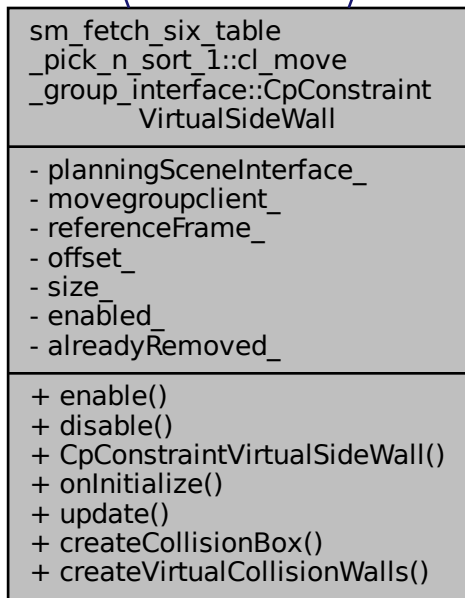 sm_fetch_six_table
_pick_n_sort_1::cl_move
_group_interface::CpConstraint
VirtualSideWall
- planningSceneInterface_
- movegroupclient_
- referenceFrame_
- offset_
- size_
- enabled_
- alreadyRemoved_
+ enable()
+ disable()
+ CpConstraintVirtualSideWall()
+ onInitialize()
+ update()
+ createCollisionBox()
+ createVirtualCollisionWalls()